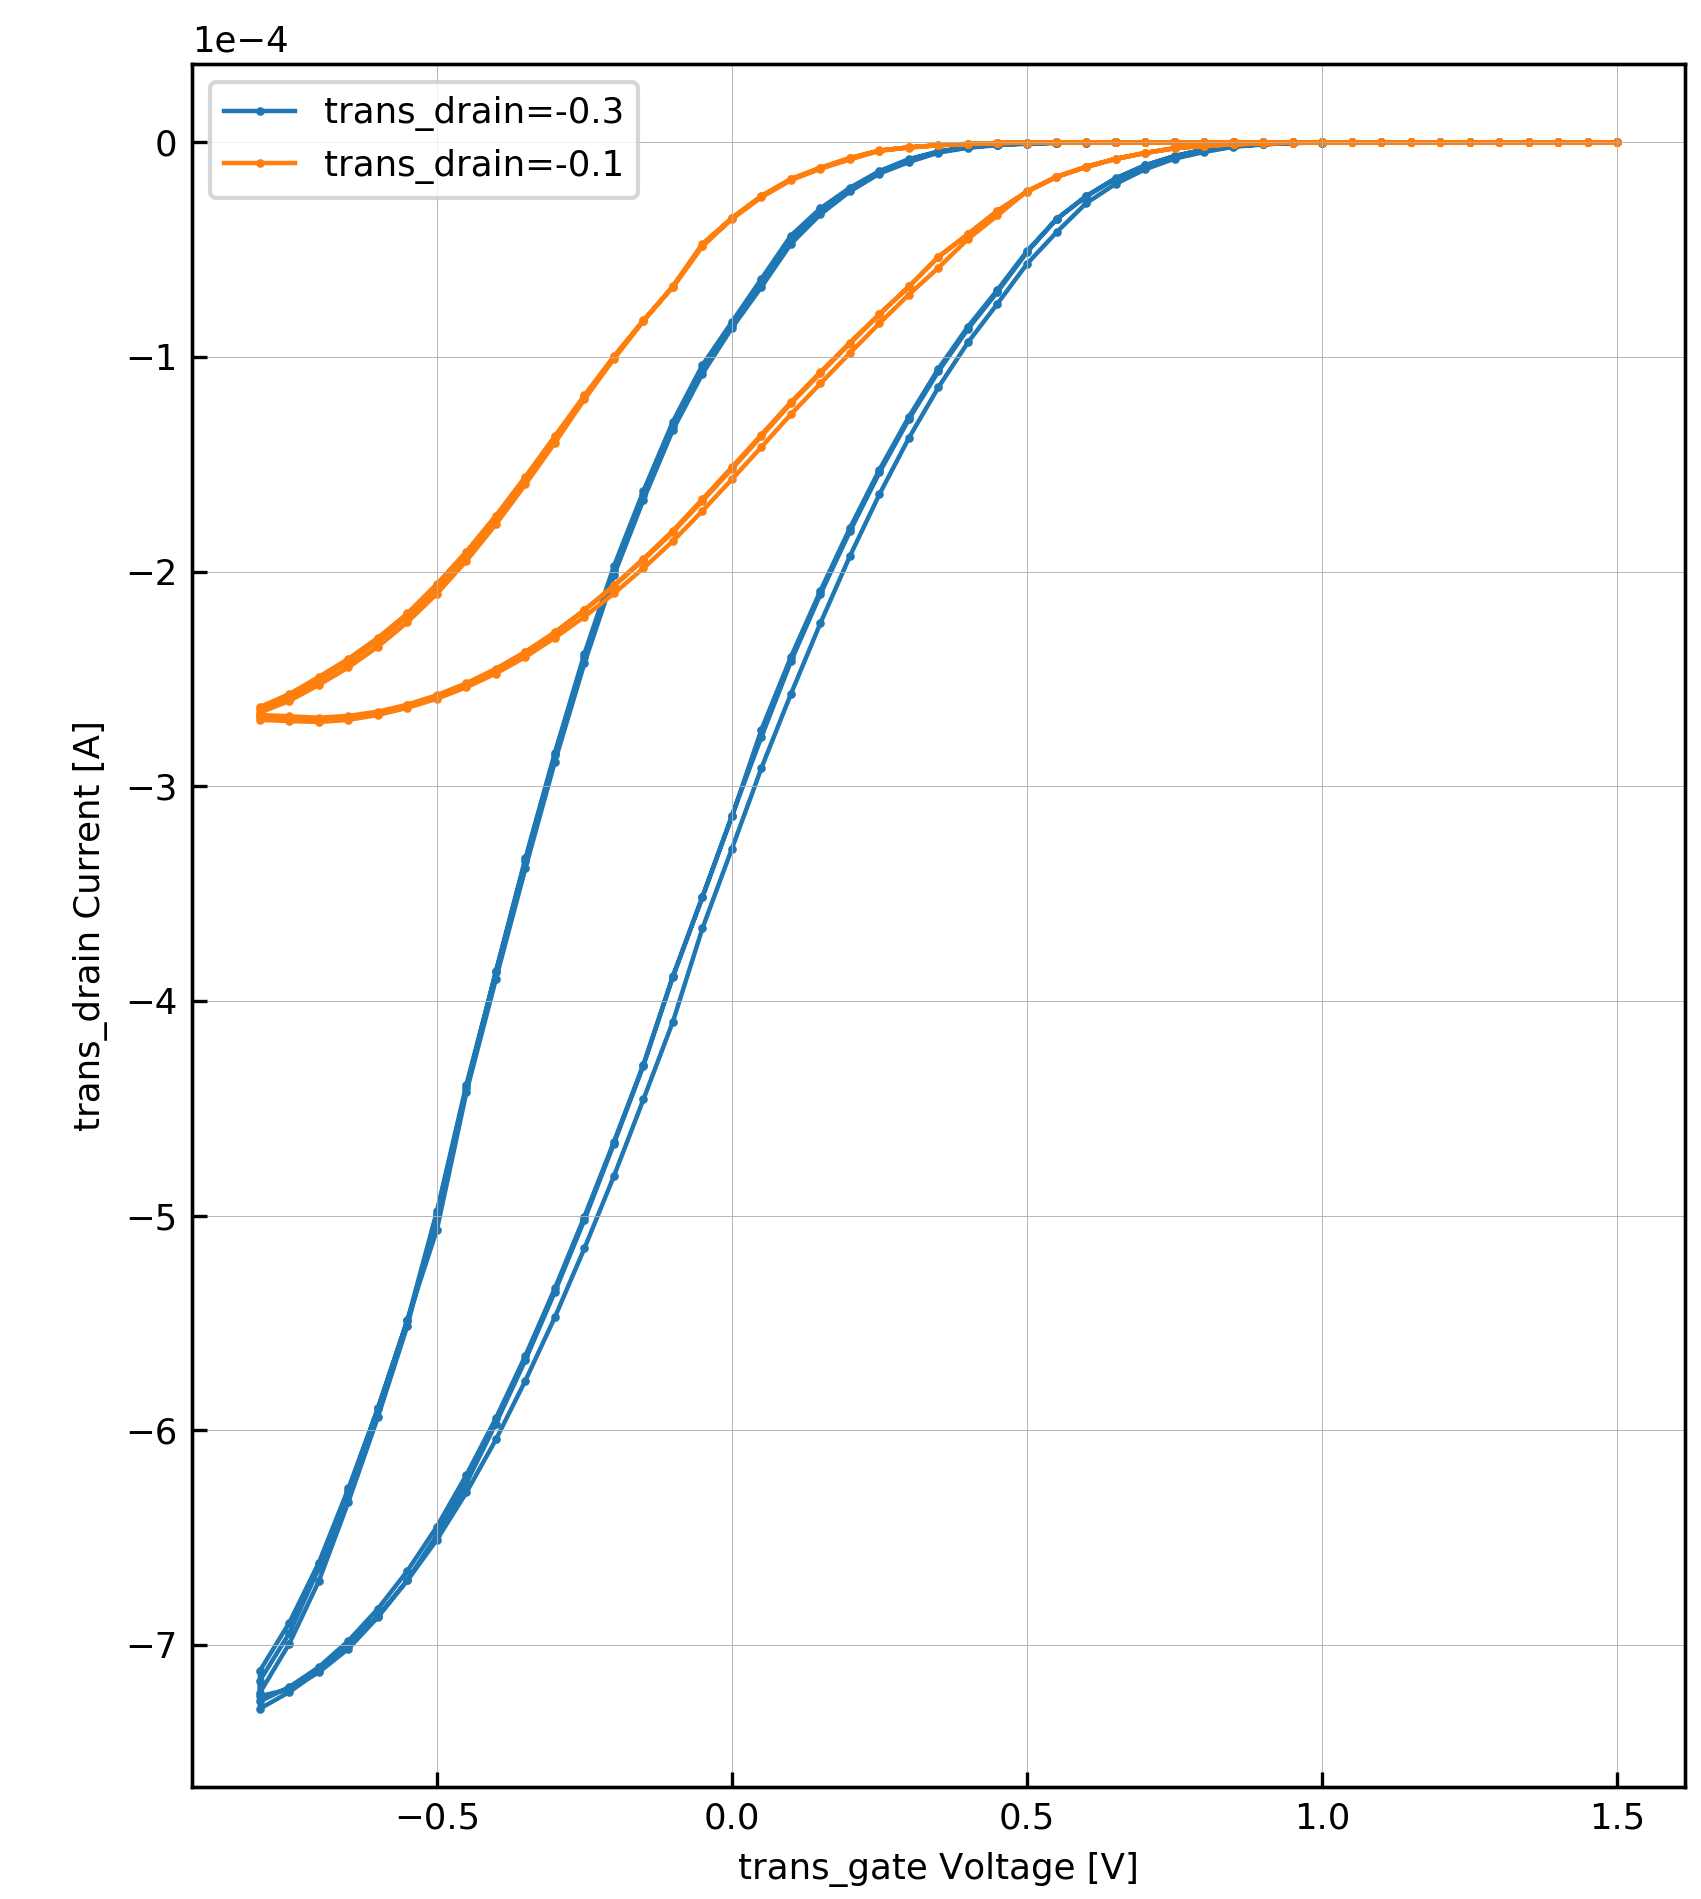 1e−4
trans_drain=-0.3
trans_drain=-0.1
0
−1
−2
−3
−4
−5
−6
−7
trans_drain Current [A]
−0.5 0.0 0.5 1.0 1.5
trans_gate Voltage [V]